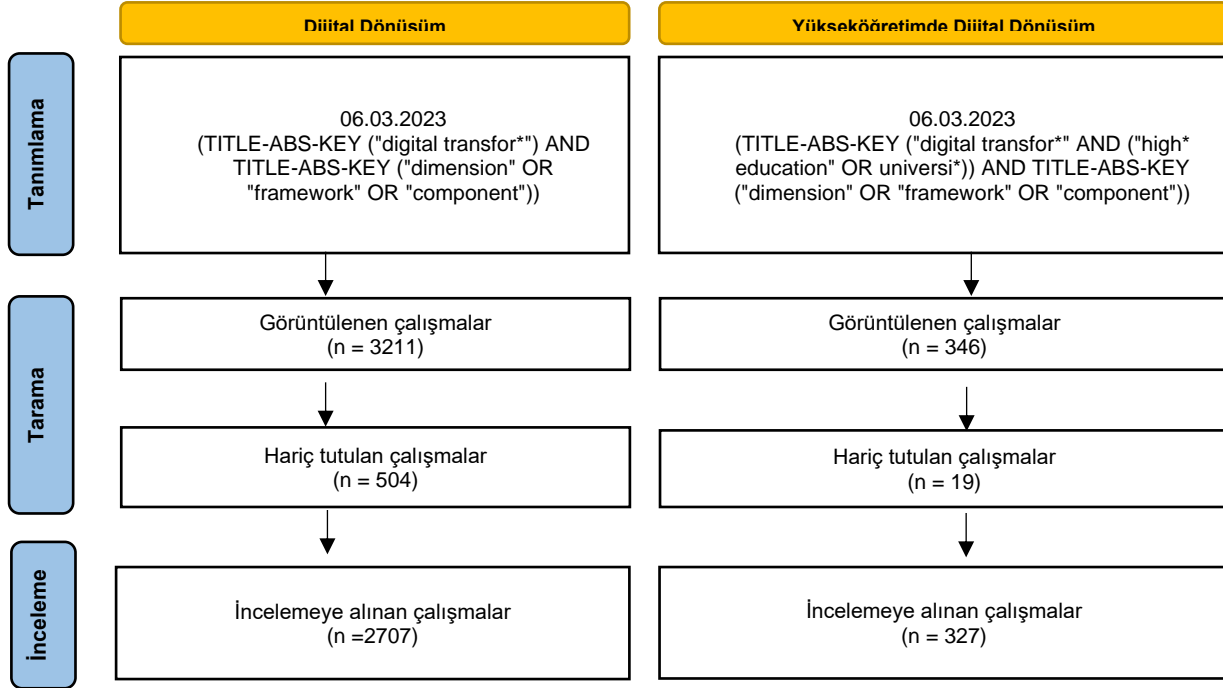 Dijital Dönüşüm
Yükseköğretimde Dijital Dönüşüm
Tanımlama
06.03.2023
(TITLE-ABS-KEY ("digital transfor*") AND
TITLE-ABS-KEY ("dimension" OR
"framework" OR "component"))
06.03.2023
(TITLE-ABS-KEY ("digital transfor*" AND ("high*
education" OR universi*)) AND TITLE-ABS-KEY
("dimension" OR "framework" OR "component"))
Tarama
Görüntülenen çalışmalar
(n = 3211)
Görüntülenen çalışmalar
(n = 346)
Hariç tutulan çalışmalar
(n = 504)
Hariç tutulan çalışmalar
(n = 19)
İnceleme
İncelemeye alınan çalışmalar
(n =2707)
İncelemeye alınan çalışmalar
(n = 327)